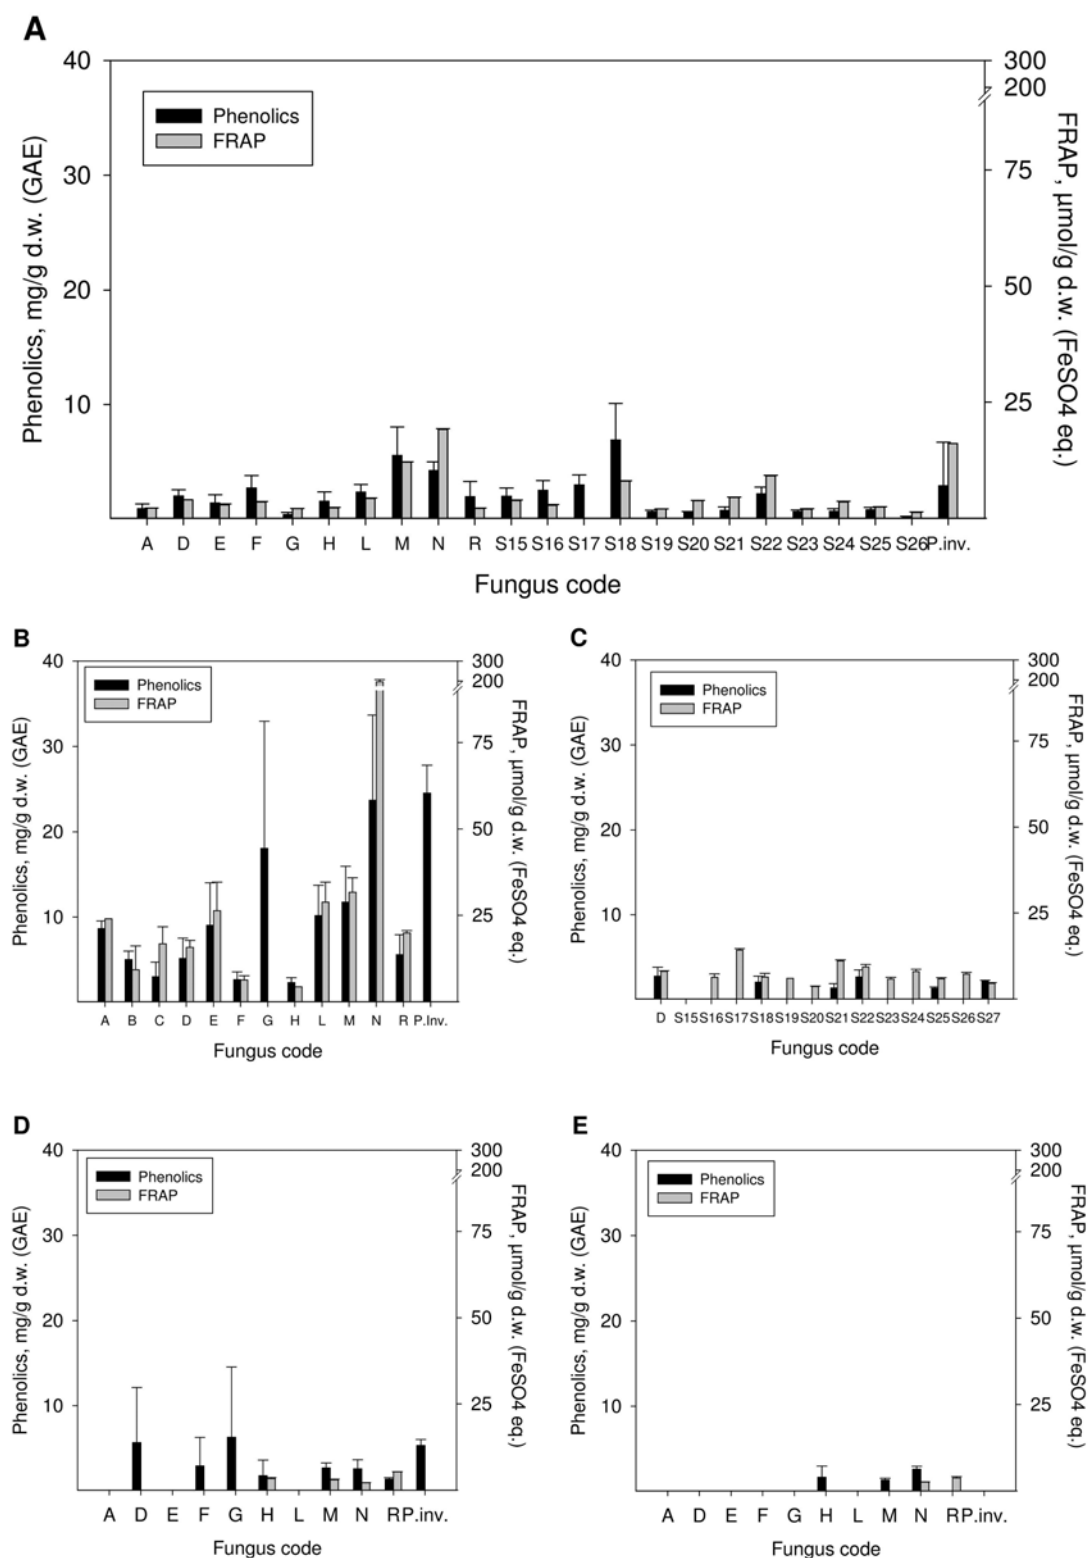 A
40
30
20
10
Phenolics, mg/g d.w. (GAE)
Phenolics
FRAP
300
200
75
50
25
FRAP, µmol/g d.w. (FeSO4 eq.)
A D E F G H L M N R S15 S16 S17 S18 S19 S20 S21 S22 S23 S24 S25 S26 P.inv.
Fungus code
B
40
30
20
10
Phenolics, mg/g d.w. (GAE)
Phenolics
FRAP
300
200
75
50
25
FRAP, µmol/g d.w. (FeSO4 eq.)
A B C D E F G H L M N R P.Inv.
Fungus code
C
40
30
20
10
Phenolics, mg/g d.w. (GAE)
Phenolics
FRAP
300
200
75
50
25
FRAP, µmol/g d.w. (FeSO4 eq.)
D S15 S16 S17 S18 S19 S20 S21 S22 S23 S24 S25 S26 S27
Fungus code
D
40
30
20
10
Phenolics, mg/g d.w. (GAE)
Phenolics
FRAP
300
200
75
50
25
FRAP, µmol/g d.w. (FeSO4 eq.)
A D E F G H L M N R P.inv.
Fungus code
E
40
30
20
10
Phenolics, mg/g d.w. (GAE)
Phenolics
FRAP
300
200
75
50
25
FRAP, µmol/g d.w. (FeSO4 eq.)
A D E F G H L M N R P.inv.
Fungus code